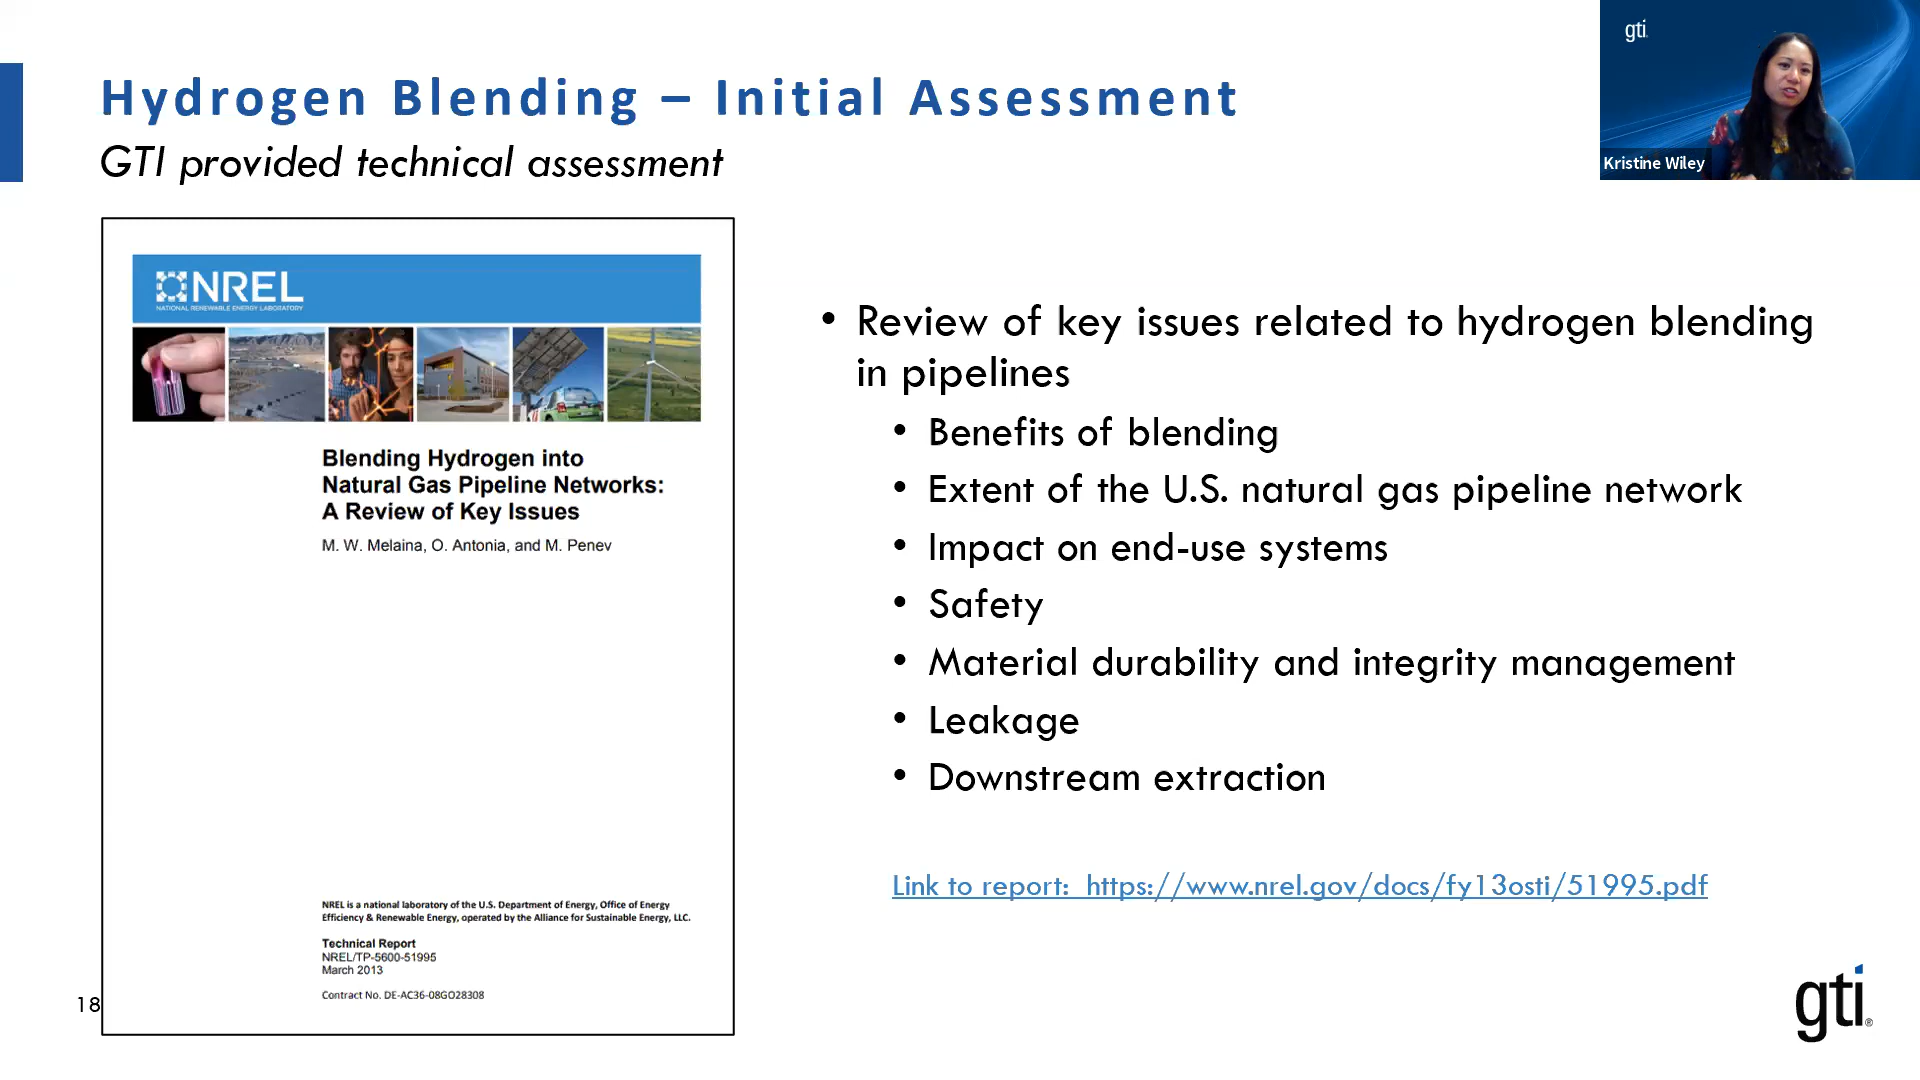 Hydrogen Blending – Initial Assessment
GTI provided technical assessment
gti
Kristine Wiley
NREL
NATIONAL RENEWABLE ENERGY LABORATORY
Blending Hydrogen into
Natural Gas Pipeline Networks:
A Review of Key Issues
M. W. Melaina, O. Antonia, and M. Penev
NREL is a national laboratory of the U.S. Department of Energy, Office of Energy
Efficiency & Renewable Energy, operated by the Alliance for Sustainable Energy, LLC.
Technical Report
NREL/TP-5600-51995
March 2013
Contract No. DE-AC36-08GO28308
• Review of key issues related to hydrogen blending
in pipelines
• Benefits of blending
• Extent of the U.S. natural gas pipeline network
• Impact on end-use systems
• Safety
• Material durability and integrity management
• Leakage
• Downstream extraction
Link to report: https://www.nrel.gov/docs/fy13osti/51995.pdf
18
gti®